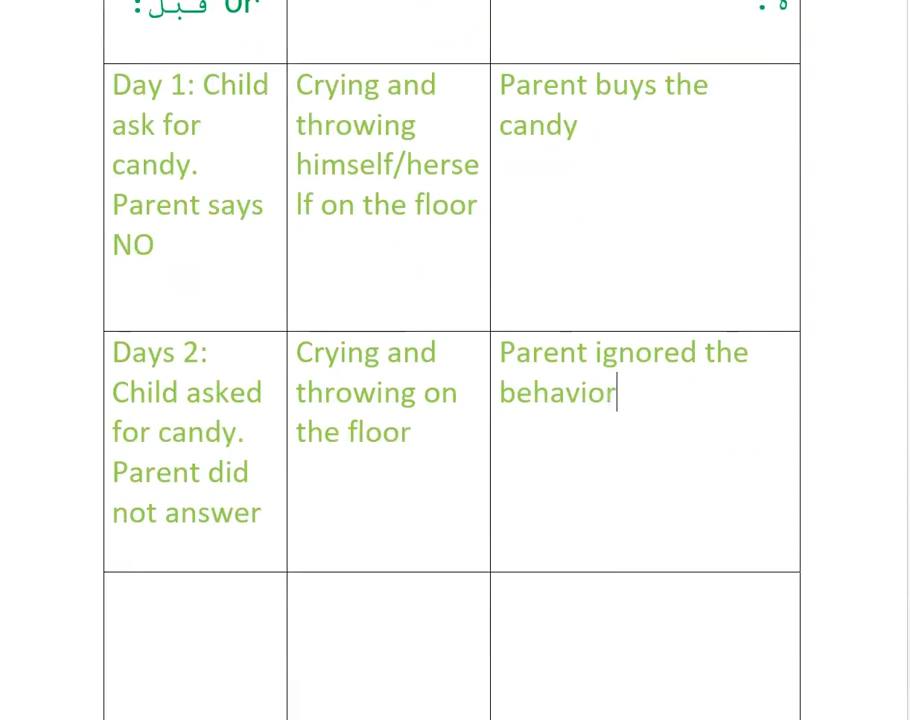 or قبل:
ه:
Day 1: Child
ask for
candy.
Parent says
NO
Crying and
throwing
himself/herse
lf on the floor
Parent buys the
candy
Days 2:
Child asked
for candy.
Parent did
not answer
Crying and
throwing on
the floor
Parent ignored the
behavior